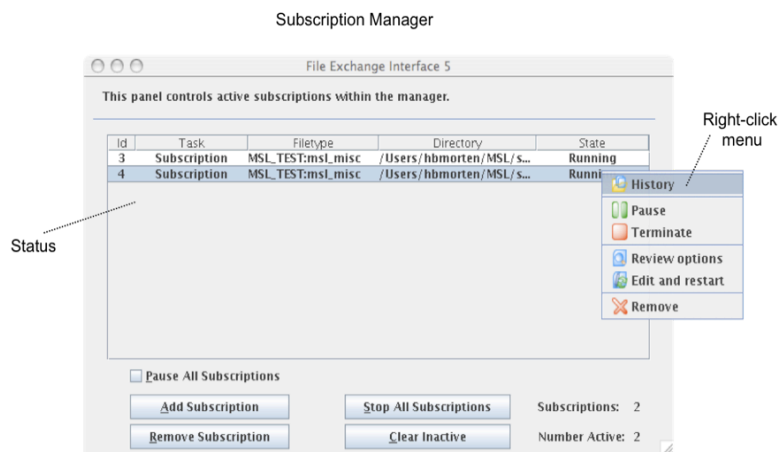 Subscription Manager
File Exchange Interface 5
This panel controls active subscriptions within the manager.
Right-click
menu
Id Task Filetype Directory State
3 Subscription MSL_TEST:msl_misc /Users/hbmorten/MSL/s... Running
4 Subscription MSL_TEST:msl_misc /Users/hbmorten/MSL/s... Runni
History
Pause
Terminate
Review options
Edit and restart
Remove
Status
Pause All Subscriptions
Add Subscription Stop All Subscriptions Subscriptions: 2
Remove Subscription Clear Inactive Number Active: 2